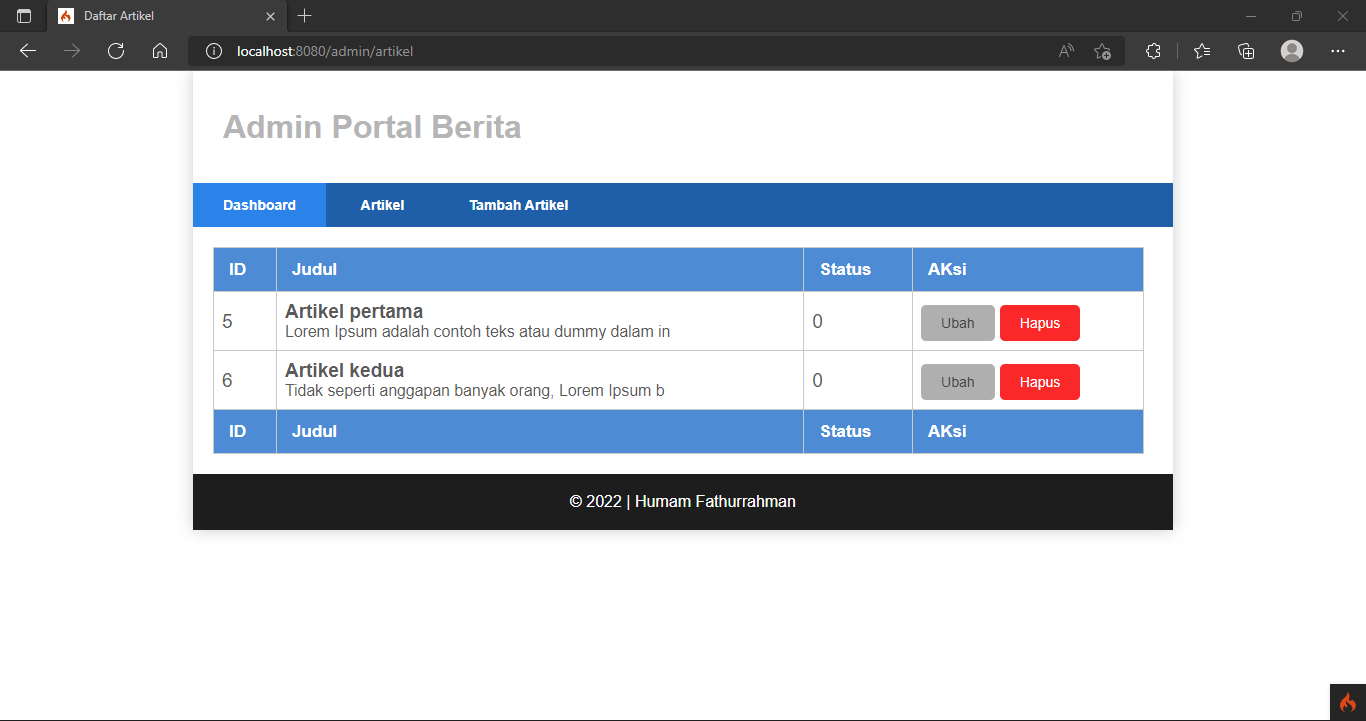 Daftar Artikel
localhost:8080/admin/artikel
Admin Portal Berita
Dashboard Artikel Tambah Artikel
ID Judul Status AKsi
5 Artikel pertama 0 Ubah Hapus
Lorem Ipsum adalah contoh teks atau dummy dalam in
6 Artikel kedua 0 Ubah Hapus
Tidak seperti anggapan banyak orang, Lorem Ipsum b
ID Judul Status AKsi
© 2022 | Humam Fathurrahman